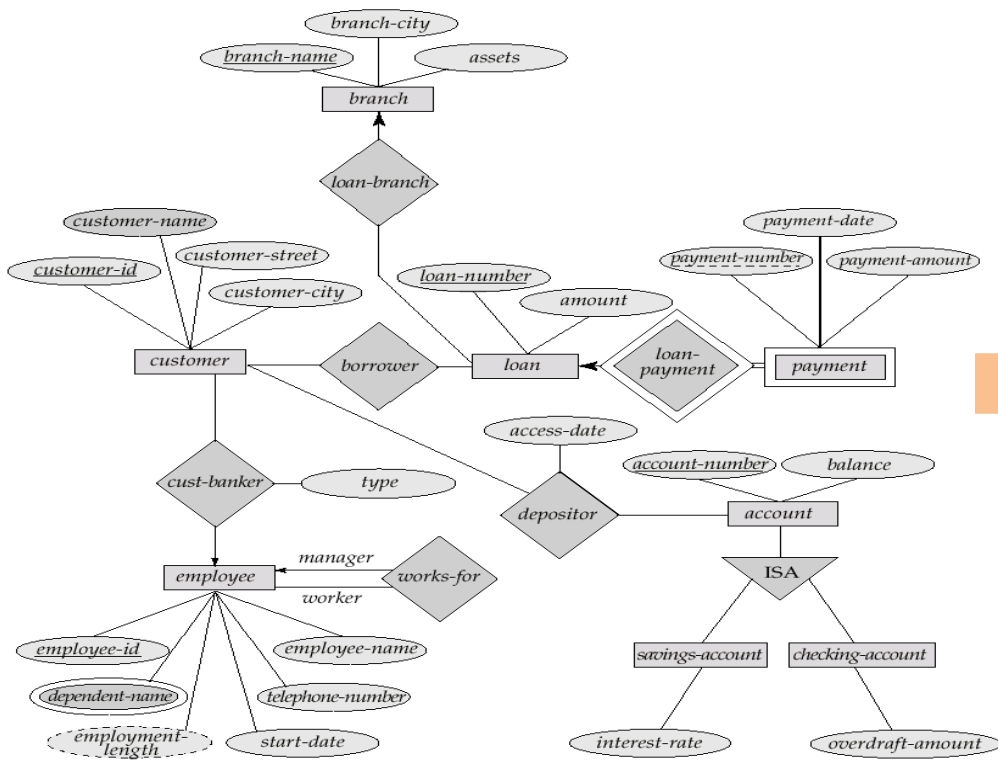 branch-city
branch-name
assets
branch
loan-branch
customer-name
customer-street
customer-id
customer-city
payment-date
loan-number
payment-number
payment-amount
amount
customer
borrower
loan
loan-
payment
payment
access-date
account-number
balance
cust-banker
type
depositor
account
manager
employee
works-for
worker
ISA
employee-id
employee-name
savings-account
checking-account
dependent-name
telephone-number
employment-
length
start-date
interest-rate
overdraft-amount